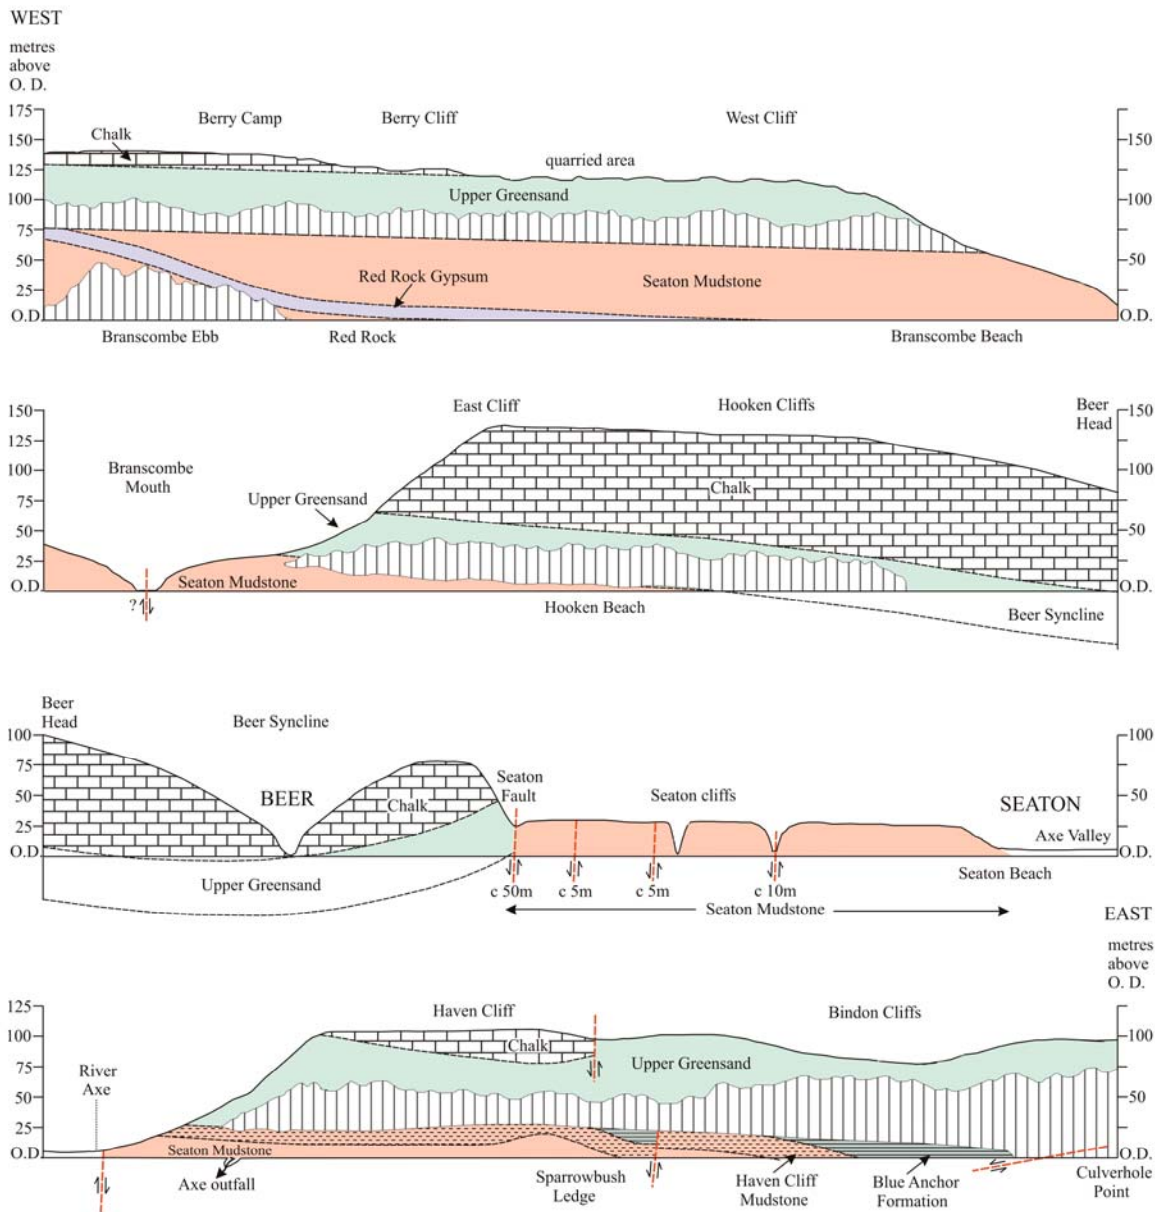 WEST
metres
above
O. D.
175
150
125
100
75
50
25
O.D.
Berry Camp
Berry Cliff
West Cliff
Chalk
quarried area
Upper Greensand
Red Rock Gypsum
Seaton Mudstone
150
100
50
O.D.
Branscombe Ebb
Red Rock
Branscombe Beach
150
125
100
75
50
25
O.D.
East Cliff
Hooken Cliffs
Beer
Head
Branscombe
Mouth
Upper Greensand
Chalk
Seaton Mudstone
?
Hooken Beach
Beer Syncline
150
100
50
O.D.
Beer
Head
Beer Syncline
100
75
50
25
O.D.
BEER
Chalk
Seaton
Fault
Seaton cliffs
SEATON
Axe Valley
100
50
O.D.
Upper Greensand
c 50m
c 5m
c 5m
c 10m
Seaton Beach
Seaton Mudstone
EAST
metres
above
O. D.
125
100
75
50
25
O.D.
Haven Cliff
Bindon Cliffs
Chalk
Upper Greensand
River
Axe
Seaton Mudstone
Axe outfall
Sparrowbush
Ledge
Haven Cliff
Mudstone
Blue Anchor
Formation
Culverhole
Point
100
50
O.D.